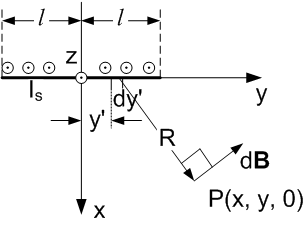 l l
z
I_s dy' y
y' R
dB
x P(x, y, 0)